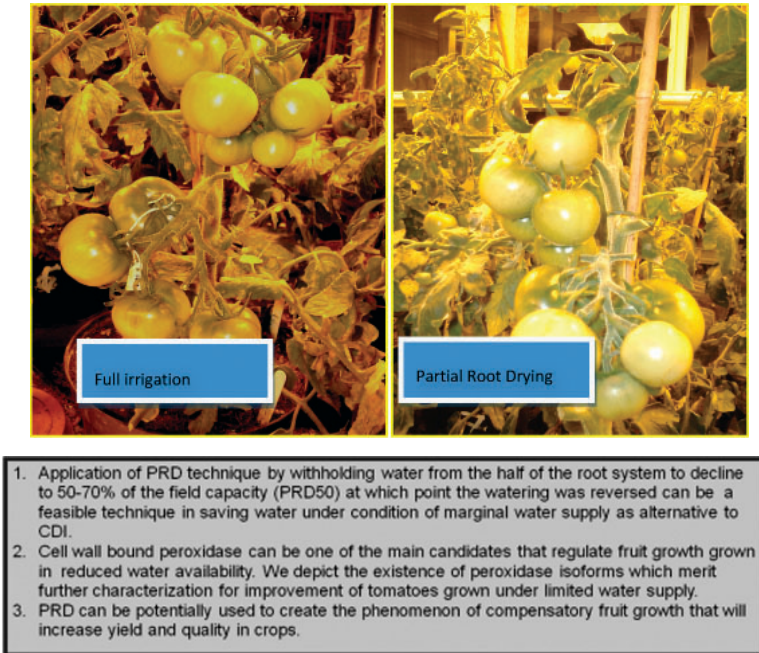 Full irrigation
Partial Root Drying
1. Application of PRD technique by withholding water from the half of the root system to decline
to 50-70% of the field capacity (PRD50) at which point the watering was reversed can be a
feasible technique in saving water under condition of marginal water supply as alternative to
CDI.
2. Cell wall bound peroxidase can be one of the main candidates that regulate fruit growth grown
in reduced water availability. We depict the existence of peroxidase isoforms which merit
further characterization for improvement of tomatoes grown under limited water supply.
3. PRD can be potentially used to create the phenomenon of compensatory fruit growth that will
increase yield and quality in crops.